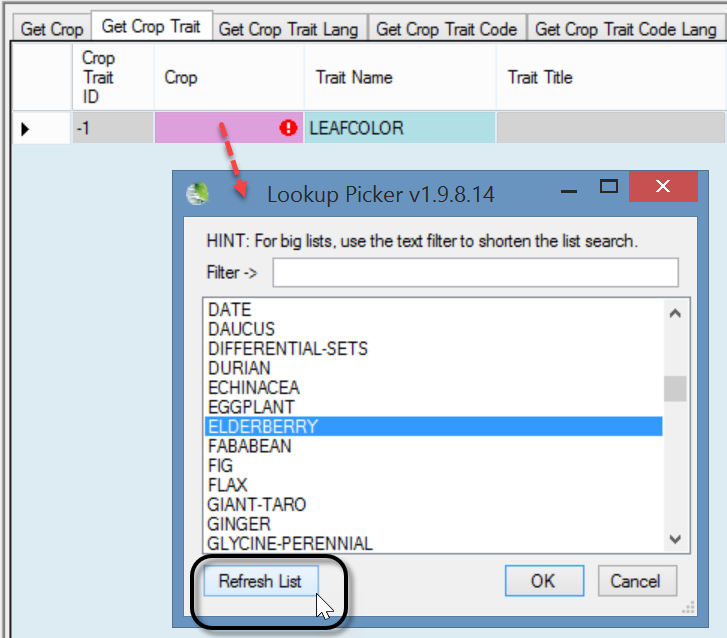 Get Crop Get Crop Trait Get Crop Trait Lang Get Crop Trait Code Get Crop Trait Code Lang
Crop Trait ID Crop Trait Name Trait Title
-1 LEAFCOLOR
Lookup Picker v1.9.8.14
HINT: For big lists, use the text filter to shorten the list search.
Filter ->
DATE
DAUCUS
DIFFERENTIAL-SETS
DURIAN
ECHINACEA
EGGPLANT
ELDERBERRY
FABABEAN
FIG
FLAX
GIANT-TARO
GINGER
GLYCINE-PERENNIAL
Refresh List OK Cancel